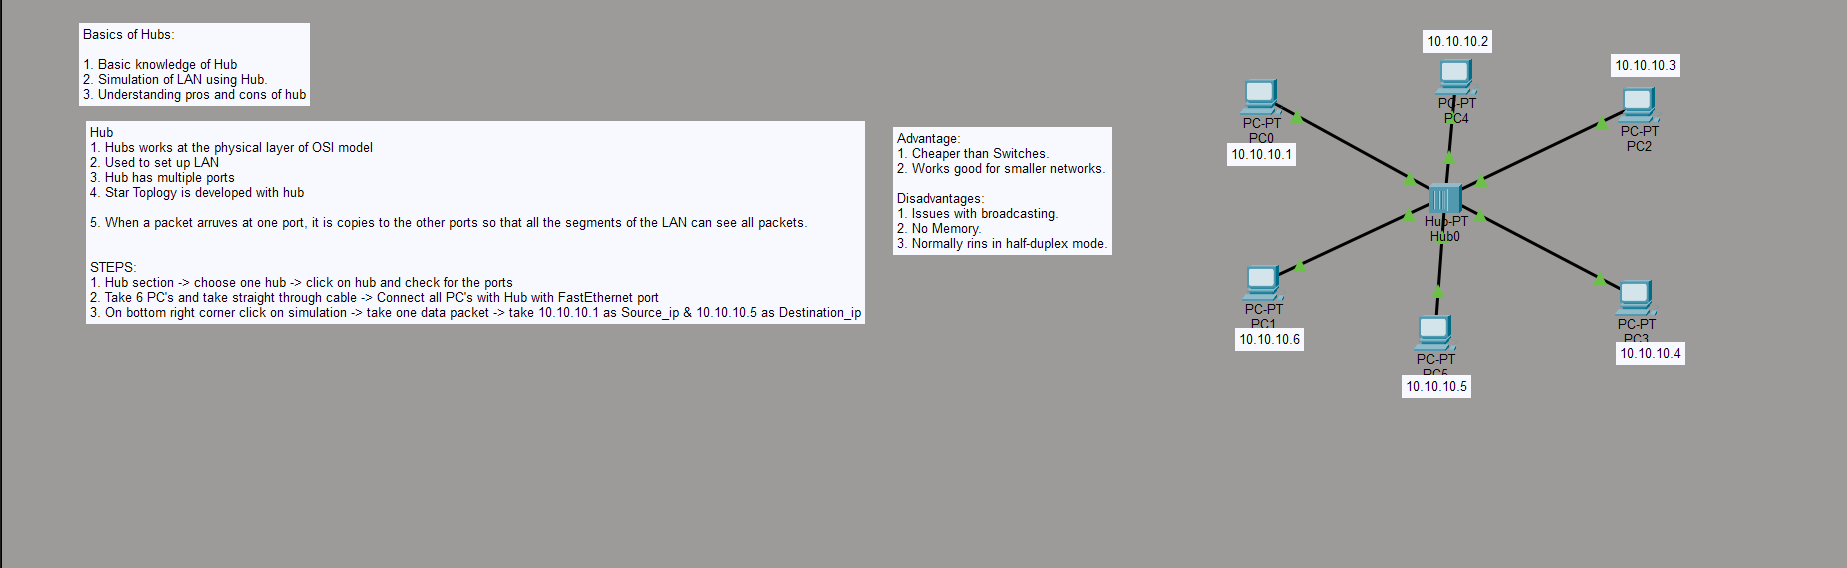 Basics of Hubs:
1. Basic knowledge of Hub
2. Simulation of LAN using Hub.
3. Understanding pros and cons of hub
Hub
1. Hubs works at the physical layer of OSI model
2. Used to set up LAN
3. Hub has multiple ports
4. Star Toplogy is developed with hub
5. When a packet arruves at one port, it is copies to the other ports so that all the segments of the LAN can see all packets.
STEPS:
1. Hub section -> choose one hub -> click on hub and check for the ports
2. Take 6 PC's and take straight through cable -> Connect all PC's with Hub with FastEthernet port
3. On bottom right corner click on simulation -> take one data packet -> take 10.10.10.1 as Source_ip & 10.10.10.5 as Destination_ip
Advantage:
1. Cheaper than Switches.
2. Works good for smaller networks.
Disadvantages:
1. Issues with broadcasting.
2. No Memory.
3. Normally rins in half-duplex mode.
10.10.10.2
PC-PT
PC4
10.10.10.3
PC-PT
PC2
PC-PT
PC0
10.10.10.1
Hub-PT
Hub0
PC-PT
PC1
10.10.10.6
PC-PT
PC5
10.10.10.5
PC-PT
PC3
10.10.10.4